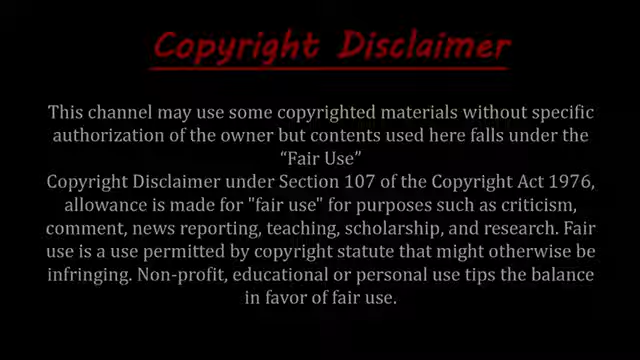 Copyright Disclaimer
This channel may use some copyrighted materials without specific
authorization of the owner but contents used here falls under the
“Fair Use”
Copyright Disclaimer under Section 107 of the Copyright Act 1976,
allowance is made for "fair use" for purposes such as criticism,
comment, news reporting, teaching, scholarship, and research. Fair
use is a use permitted by copyright statute that might otherwise be
infringing. Non-profit, educational or personal use tips the balance
in favor of fair use.